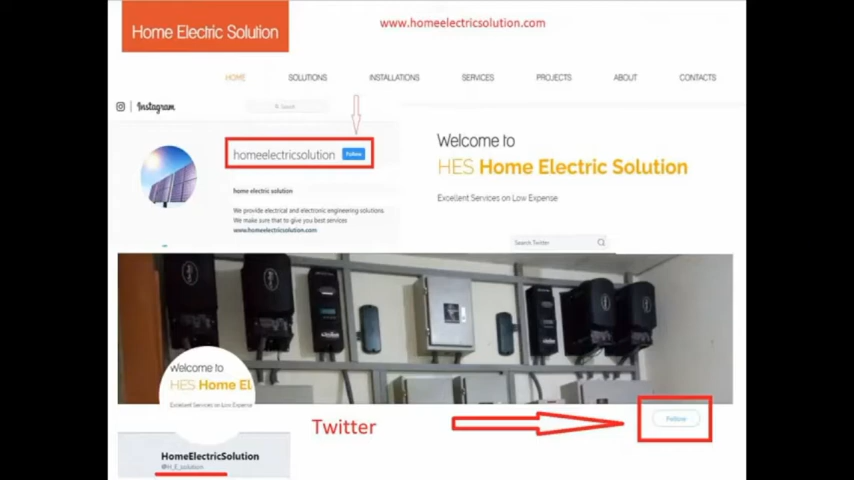 Home Electric Solution
www.homeelectricsolution.com
HOME SOLUTIONS INSTALLATIONS SERVICES PROJECTS ABOUT CONTACTS
Instagram
Search
homeelectricsolution Follow
home electric solution
We provide electrical and electronic engineering solutions.
We make sure that to give you best services
www.homeelectricsolution.com
Welcome to
HES Home Electric Solution
Excellent Services on Low Expense
Search Twitter
Welcome to
HES Home El
Excellent Services on Low Expense
Twitter
Follow
HomeElectricSolution
@H_E_solution